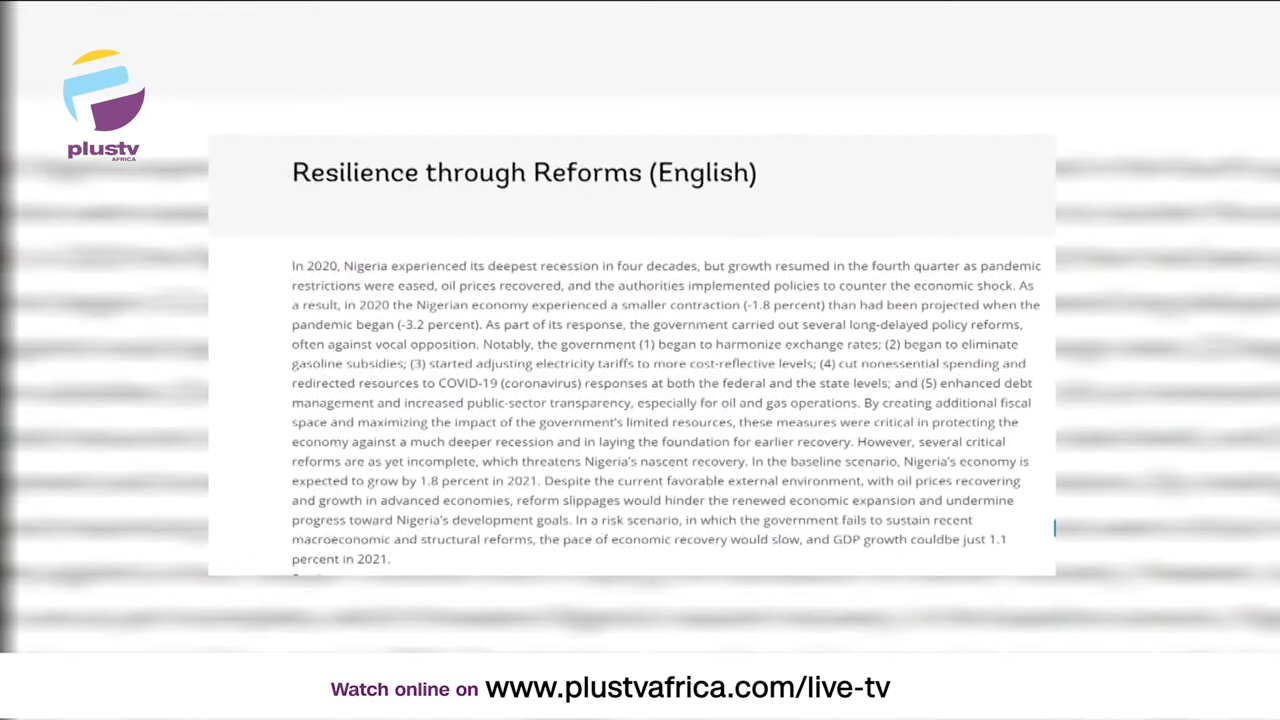 plustv
AFRICA
Resilience through Reforms (English)
In 2020, Nigeria experienced its deepest recession in four decades, but growth resumed in the fourth quarter as pandemic
restrictions were eased, oil prices recovered, and the authorities implemented policies to counter the economic shock. As
a result, in 2020 the Nigerian economy experienced a smaller contraction (-1.8 percent) than had been projected when the
pandemic began (-3.2 percent). As part of its response, the government carried out several long-delayed policy reforms,
often against vocal opposition. Notably, the government (1) began to harmonize exchange rates; (2) began to eliminate
gasoline subsidies; (3) started adjusting electricity tariffs to more cost-reflective levels; (4) cut nonessential spending and
redirected resources to COVID-19 (coronavirus) responses at both the federal and the state levels; and (5) enhanced debt
management and increased public-sector transparency, especially for oil and gas operations. By creating additional fiscal
space and maximizing the impact of the government's limited resources, these measures were critical in protecting the
economy against a much deeper recession and in laying the foundation for earlier recovery. However, several critical
reforms are as yet incomplete, which threatens Nigeria's nascent recovery. In the baseline scenario, Nigeria's economy is
expected to grow by 1.8 percent in 2021. Despite the current favorable external environment, with oil prices recovering
and growth in advanced economies, reform slippages would hinder the renewed economic expansion and undermine
progress toward Nigeria's development goals. In a risk scenario, in which the government fails to sustain recent
macroeconomic and structural reforms, the pace of economic recovery would slow, and GDP growth couldbe just 1.1
percent in 2021.
Watch online on www.plustvafrica.com/live-tv